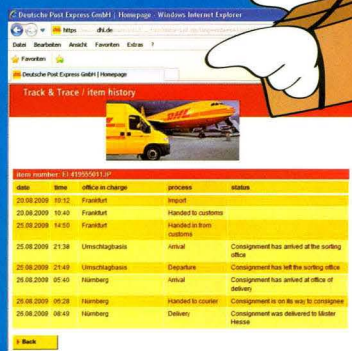 Deutsche Post Express GmbH | Homepage - Windows Internet Explorer
https dhl.de
Datei Bearbeiten Ansicht Favoriten Extras ?
Favoriten
Deutsche Post Express GmbH | Homepage
Track & Trace / item history
DHL
Item number: EI 419555011JP
date time office in charge process status
20.08.2009 10:12 Frankfurt Import
20.08.2009 10:40 Frankfurt Handed to customs
25.08.2009 14:50 Frankfurt Handed in from customs
25.08.2009 21:38 Umschlagbasis Arrival Consignment has arrived at the sorting office
25.08.2009 21:49 Umschlagbasis Departure Consignment has left the sorting office
26.08.2009 05:40 Nürnberg Arrival Consignment has arrived at office of delivery
26.08.2009 06:28 Nürnberg Handed to courier Consignment is on its way to consignee
26.08.2009 08:49 Nürnberg Delivery Consignment was delivered to Mister Hesse
Back